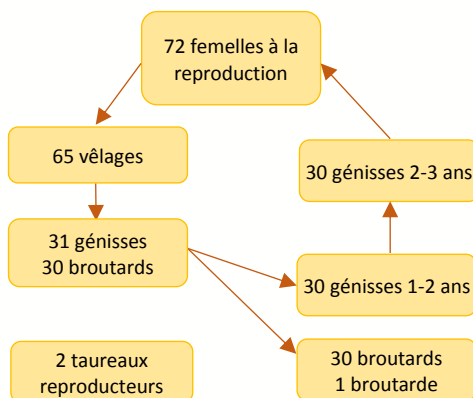 72 femelles à la
reproduction
65 vêlages
30 génisses 2-3 ans
31 génisses
30 broutards
30 génisses 1-2 ans
2 taureaux
reproducteurs
30 broutards
1 broutarde